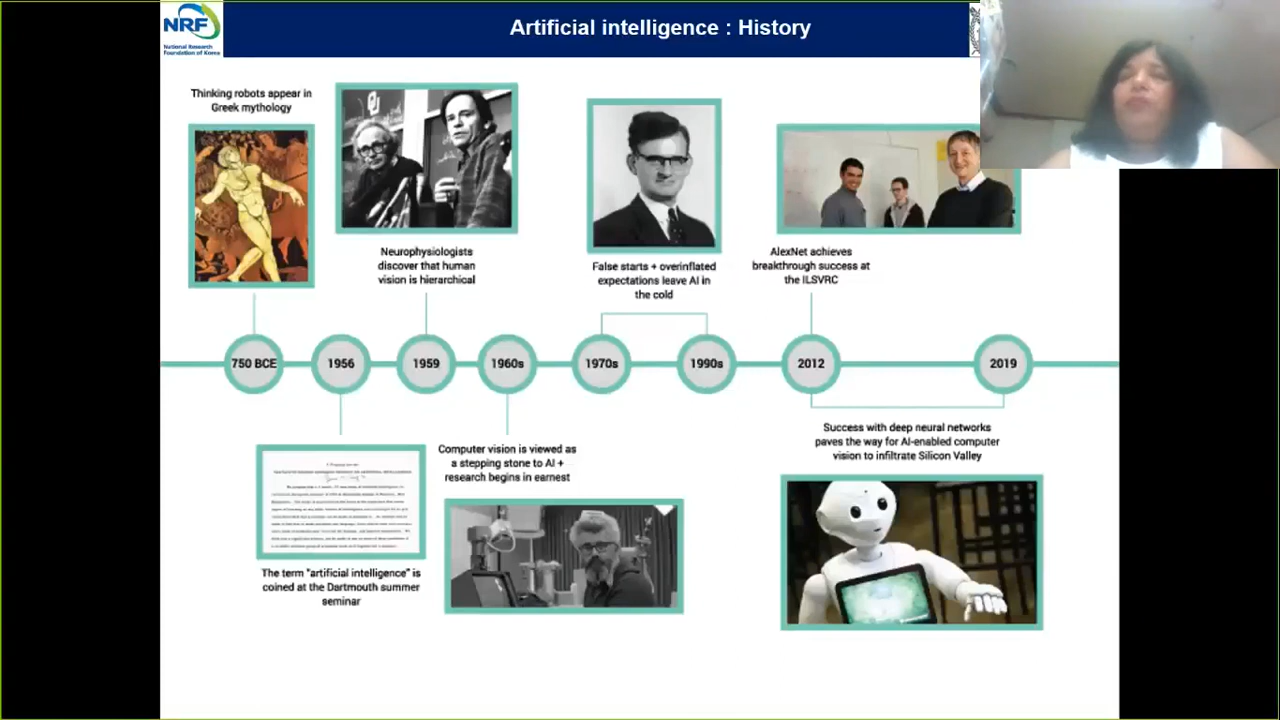 NRF
National Research
Foundation of Korea
Artificial intelligence : History
Thinking robots appear in
Greek mythology
Neurophysiologists
discover that human
vision is hierarchical
False starts + overinflated
expectations leave AI in
the cold
AlexNet achieves
breakthrough success at
the ILSVRC
750 BCE
1956
1959
1960s
1970s
1990s
2012
2019
The term "artificial intelligence" is
coined at the Dartmouth summer
seminar
Computer vision is viewed as
a stepping stone to AI +
research begins in earnest
Success with deep neural networks
paves the way for AI-enabled computer
vision to infiltrate Silicon Valley